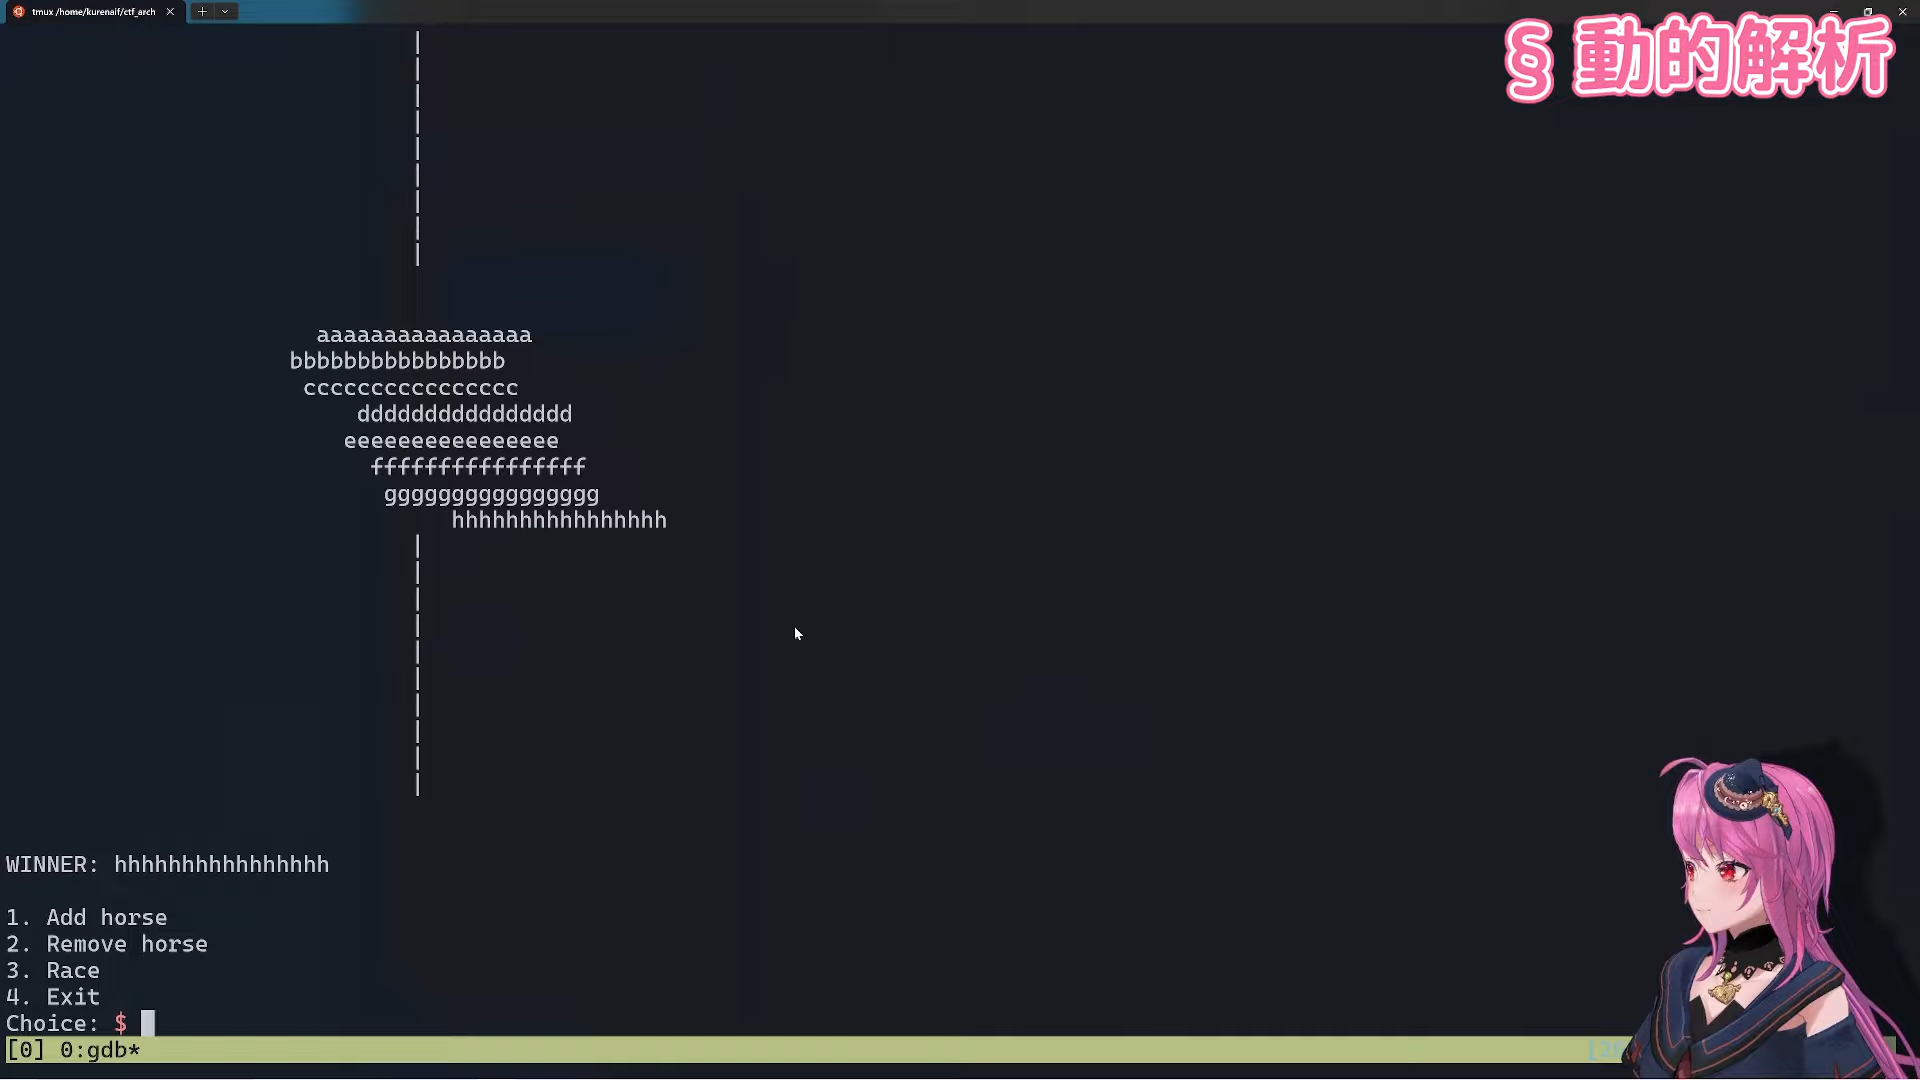 tmux /home/kurenaif/ctf_arch
§ 動的解析
|
|
|
|
|
|
|
|
|
aaaaaaaaaaaaaaaa
bbbbbbbbbbbbbbbb
cccccccccccccccc
dddddddddddddddd
eeeeeeeeeeeeeeee
ffffffffffffffff
gggggggggggggggg
hhhhhhhhhhhhhhhh
|
|
|
|
|
|
|
|
|
|
WINNER: hhhhhhhhhhhhhhhh
1. Add horse
2. Remove horse
3. Race
4. Exit
Choice: $
[0] 0:gdb*